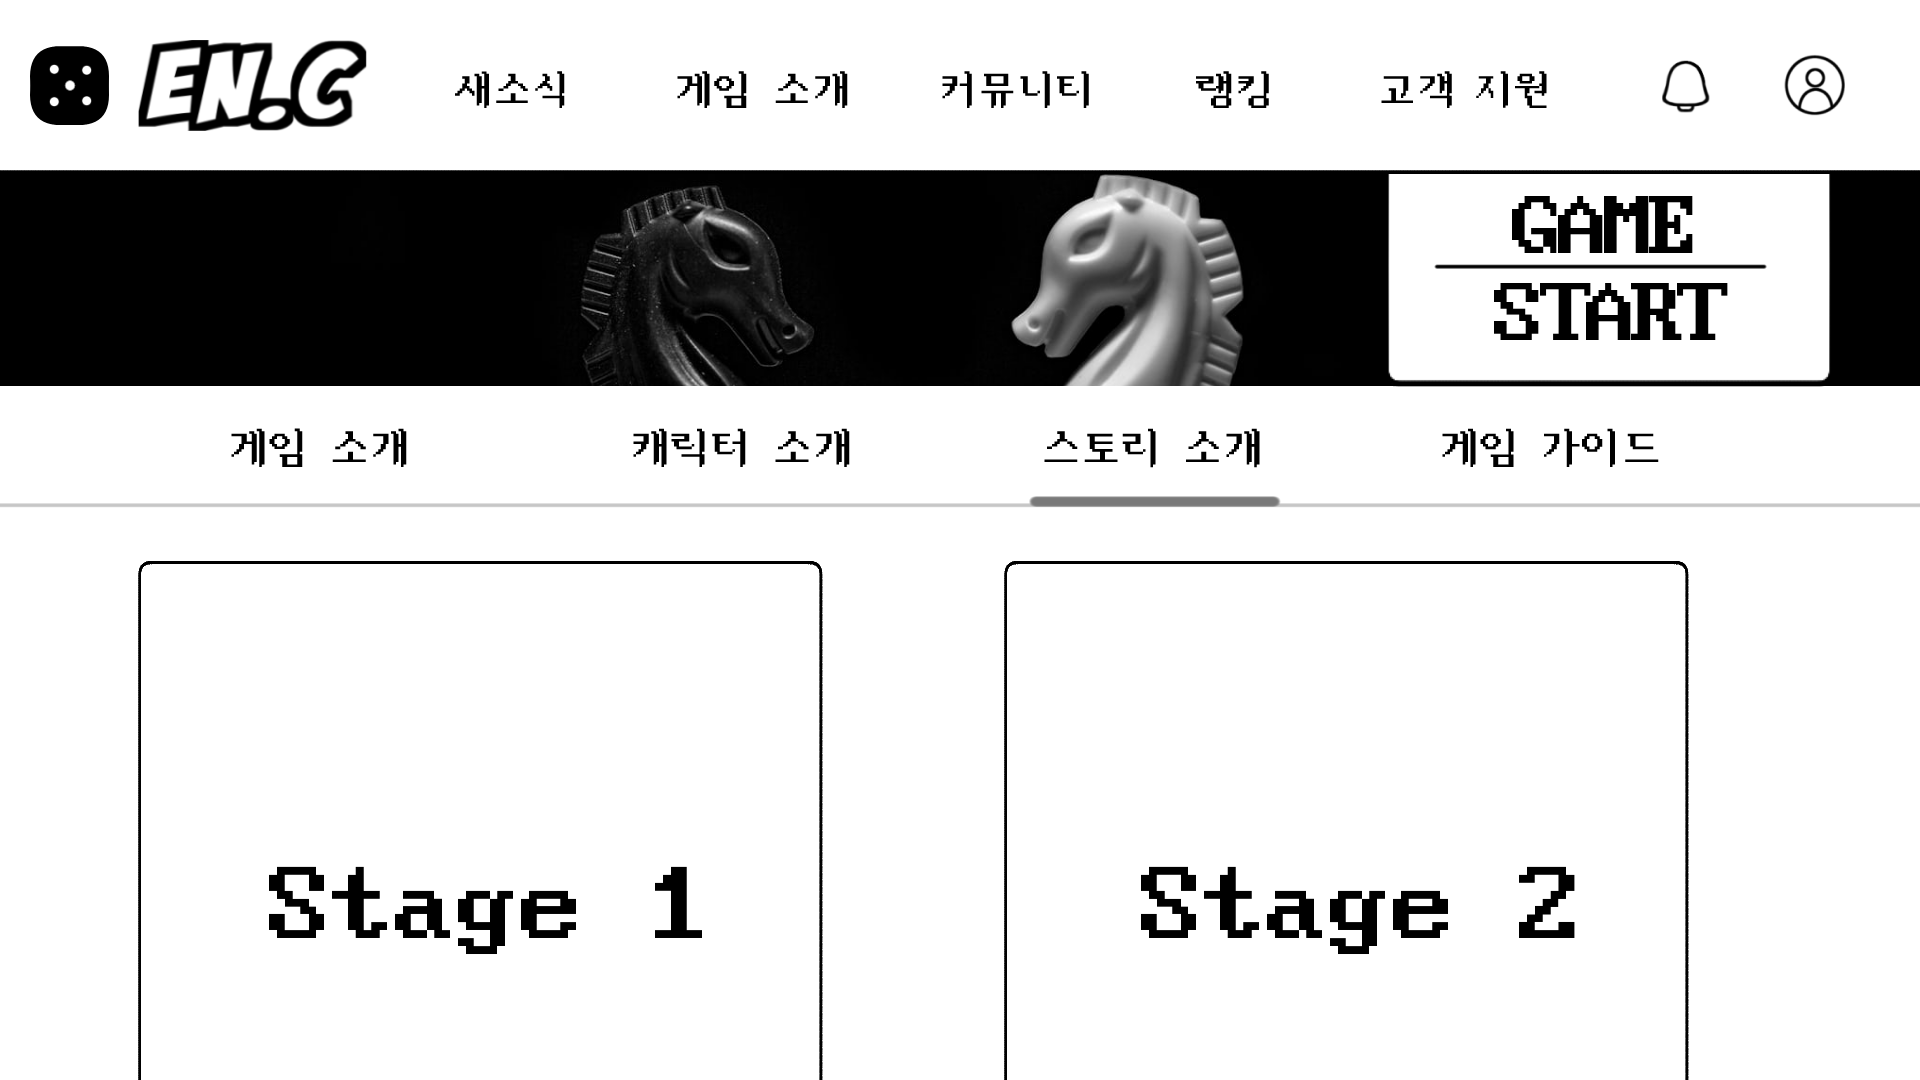 EN.C
새소식 게임 소개 커뮤니티 랭킹 고객 지원
GAME
START
게임 소개 캐릭터 소개 스토리 소개 게임 가이드
Stage 1 Stage 2